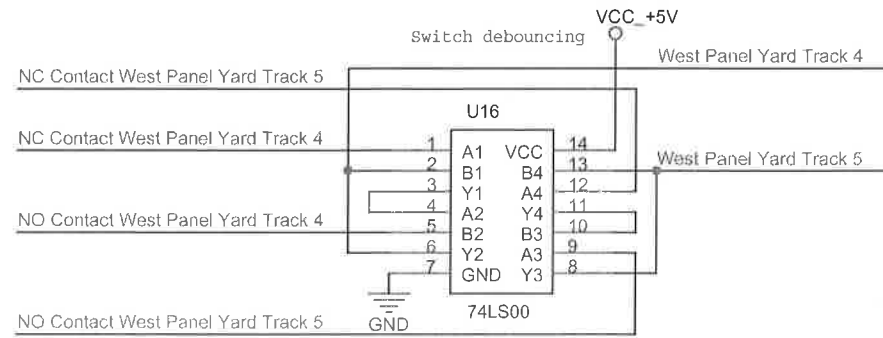 VCC_+5V
Switch debouncing
West Panel Yard Track 4
NC Contact West Panel Yard Track 5
U16
NC Contact West Panel Yard Track 4
1 A1 VCC 14
2 B1 B4 13
West Panel Yard Track 5
3 Y1 A4 12
4 A2 Y4 11
NO Contact West Panel Yard Track 4
5 B2 B3 10
6 Y2 A3 9
7 GND Y3 8
74LS00
GND
NO Contact West Panel Yard Track 5